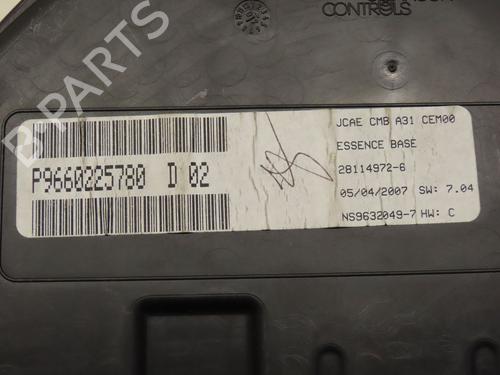 CONTROLS
JCAE CMB A31 CEM00
ESSENCE BASE
28114972-6
05/04/2007 SW: 7.04
NS9632049-7 HW: C
P9660225780 D 02
B-PARTS